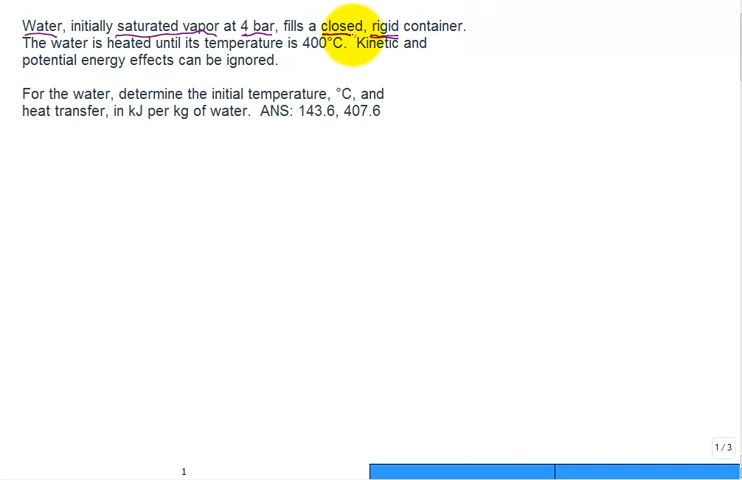 Water, initially saturated vapor at 4 bar, fills a closed, rigid container.
The water is heated until its temperature is 400°C. Kinetic and
potential energy effects can be ignored.
For the water, determine the initial temperature, °C, and
heat transfer, in kJ per kg of water. ANS: 143.6, 407.6
1 / 3
1